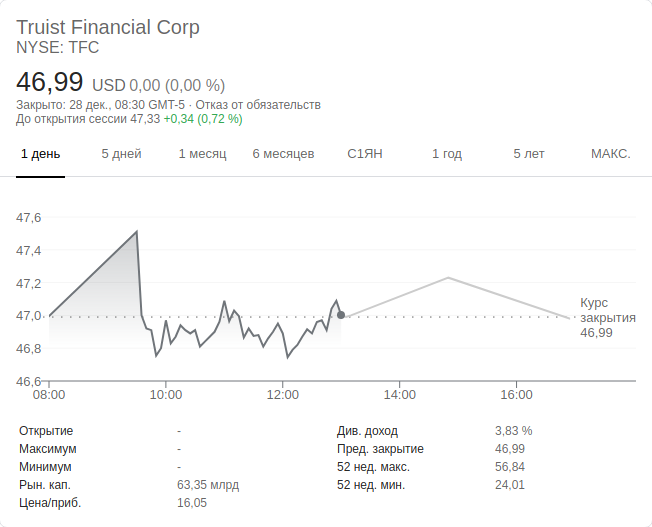 Truist Financial Corp
NYSE: TFC
46,99 USD 0,00 (0,00 %)
Закрыто: 28 дек., 08:30 GMT-5 · Отказ от обязательств
До открытия сессии 47,33 +0,34 (0,72 %)
1 день 5 дней 1 месяц 6 месяцев С1ЯН 1 год 5 лет МАКС.
47,6
47,4
47,2
47,0
46,8
46,6
Курс
закрытия
46,99
08:00 10:00 12:00 14:00 16:00
Открытие - Див. доход 3,83 %
Максимум - Пред. закрытие 46,99
Минимум - 52 нед. макс. 56,84
Рын. кап. 63,35 млрд 52 нед. мин. 24,01
Цена/приб. 16,05